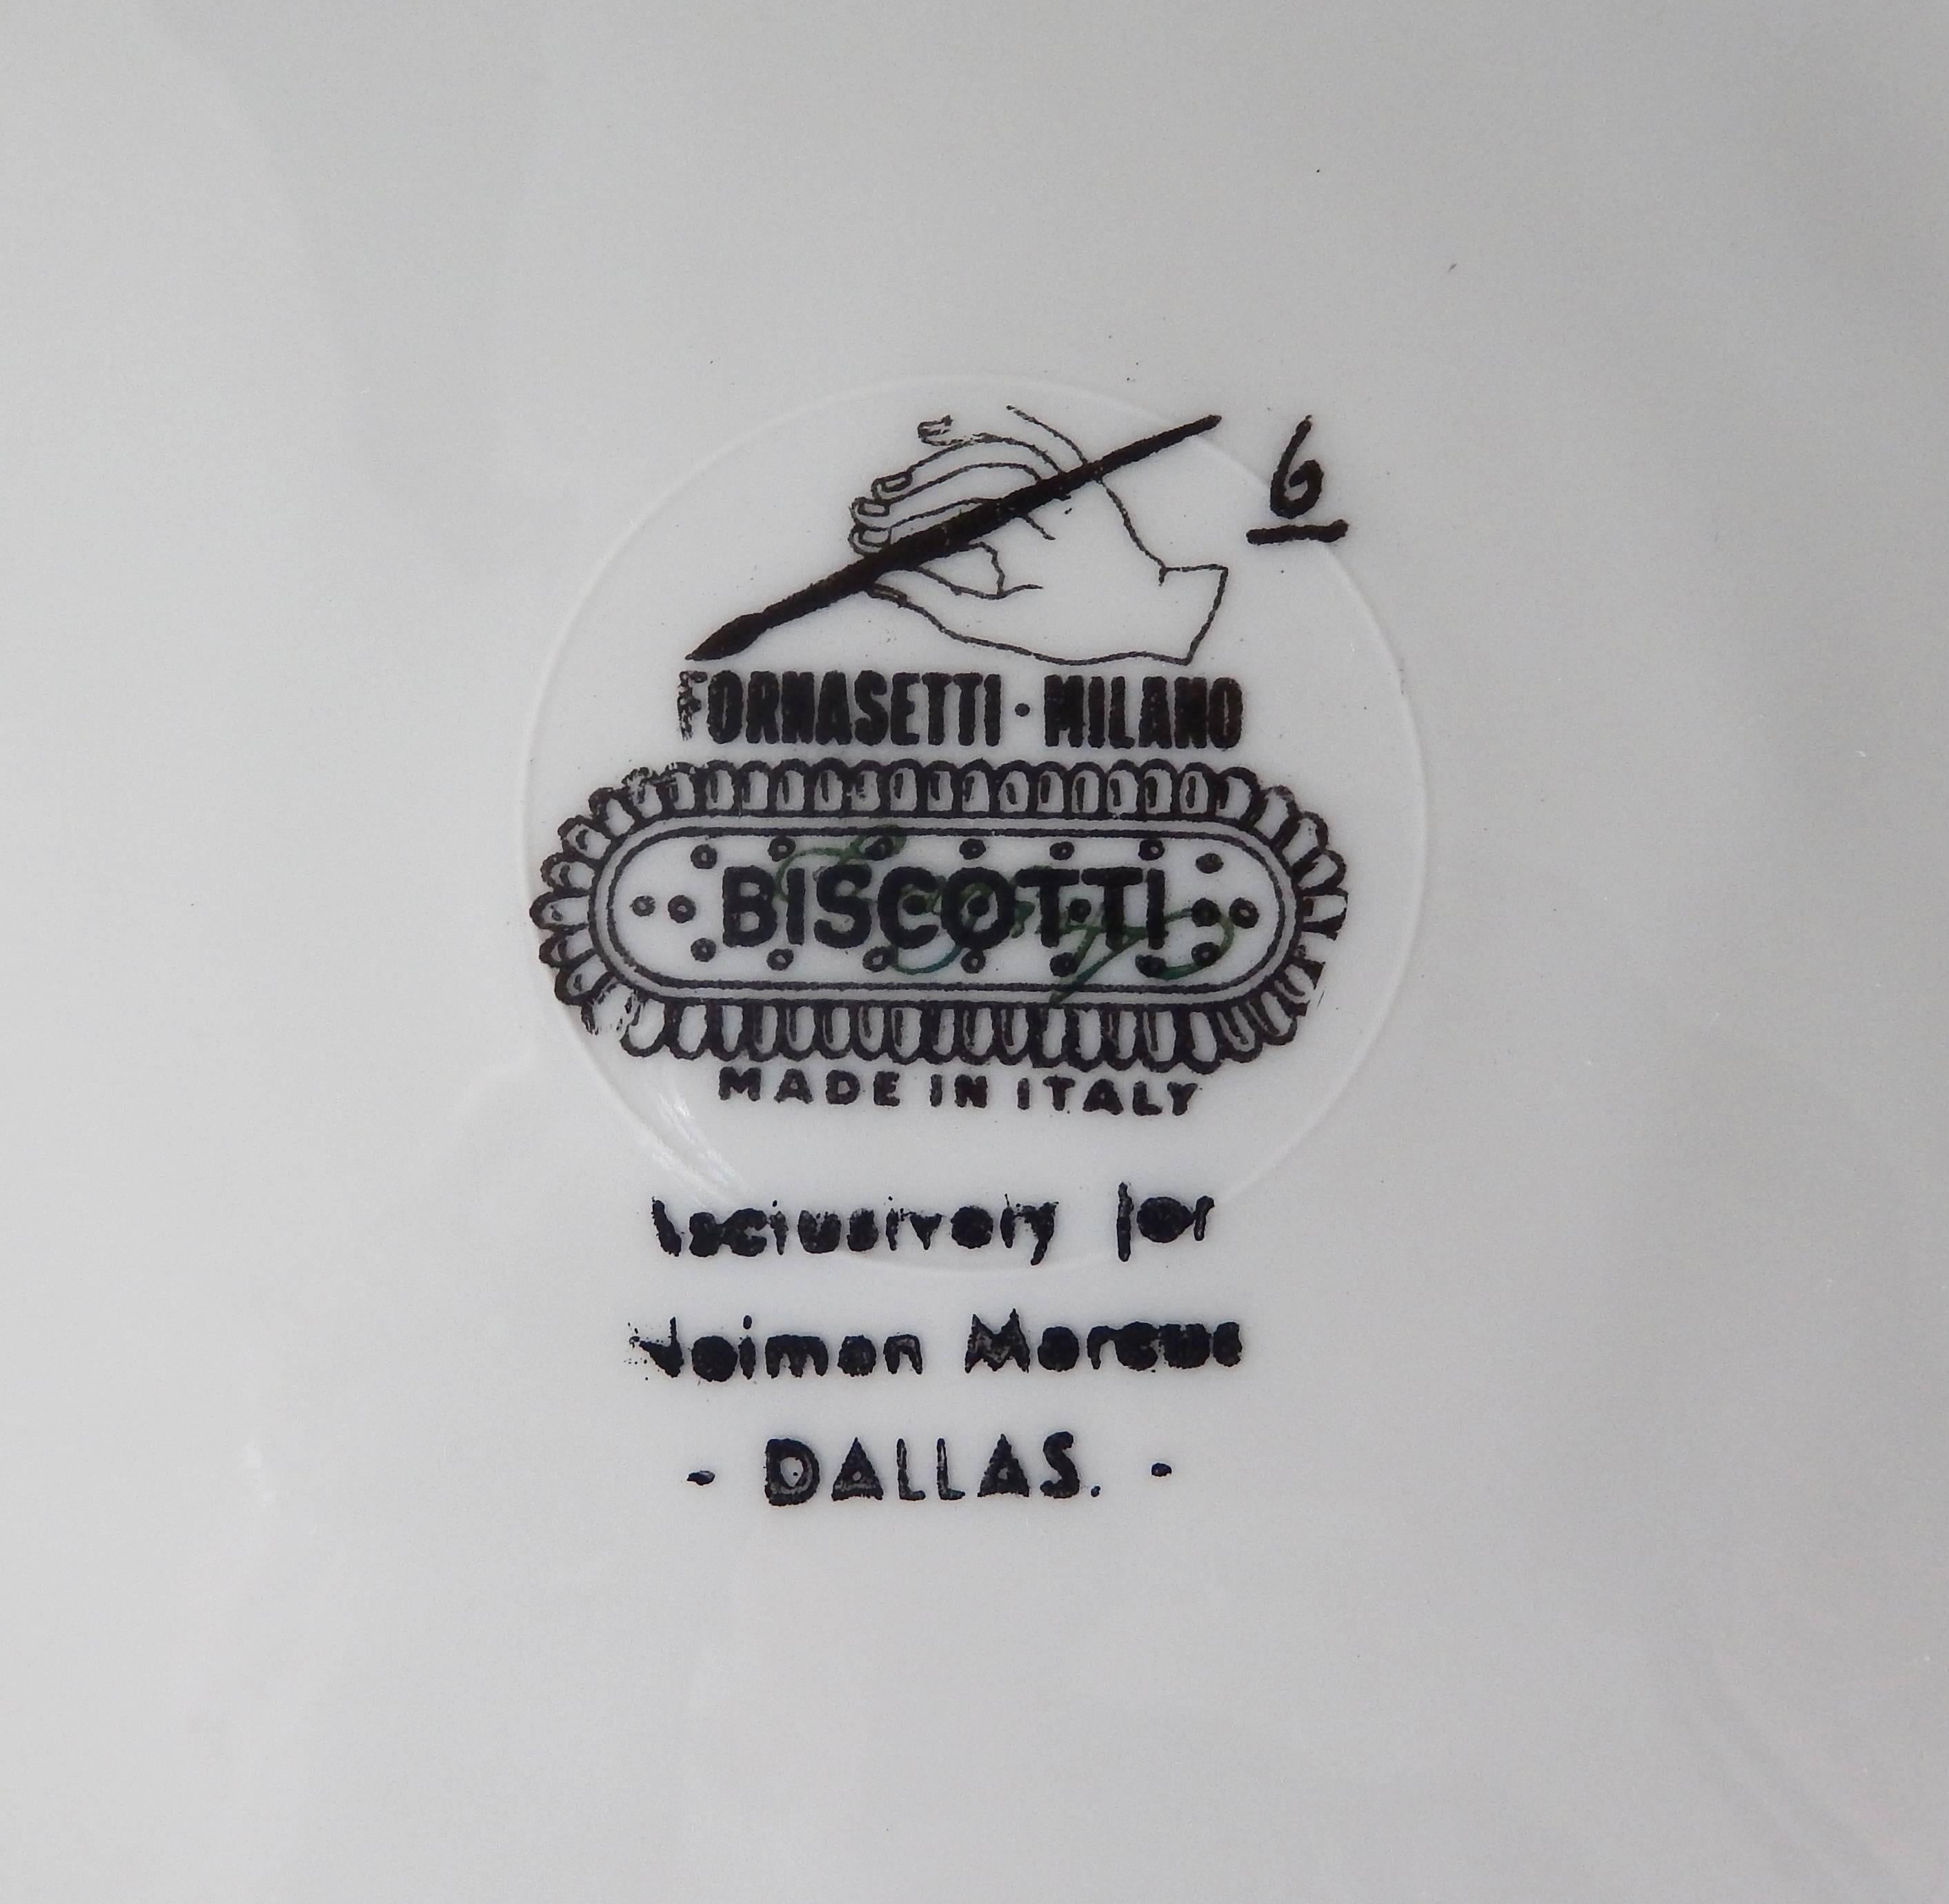 6
FORNASETTI · MILANO
BISCOTTI
MADE IN ITALY
Exclusively for
Neiman Marcus
- DALLAS. -